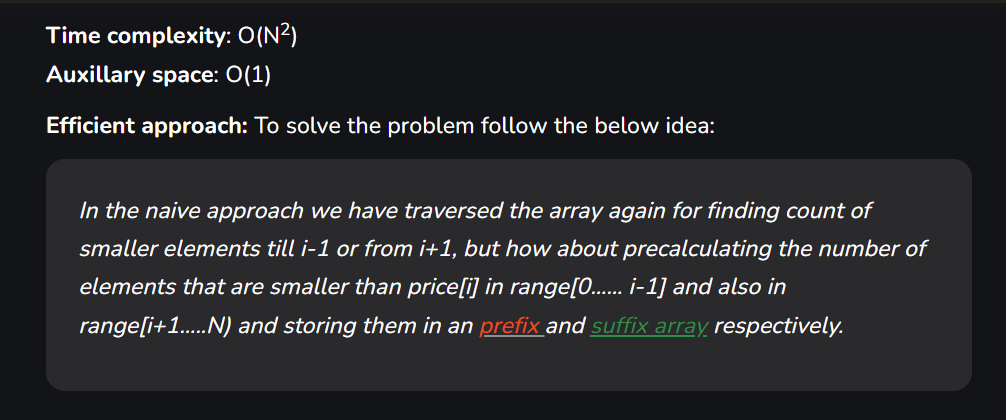 Time complexity: O(N²)
Auxillary space: O(1)
Efficient approach: To solve the problem follow the below idea:
In the naive approach we have traversed the array again for finding count of
smaller elements till i-1 or from i+1, but how about precalculating the number of
elements that are smaller than price[i] in range[0...... i-1] and also in
range[i+1.....N) and storing them in an prefix and suffix array respectively.